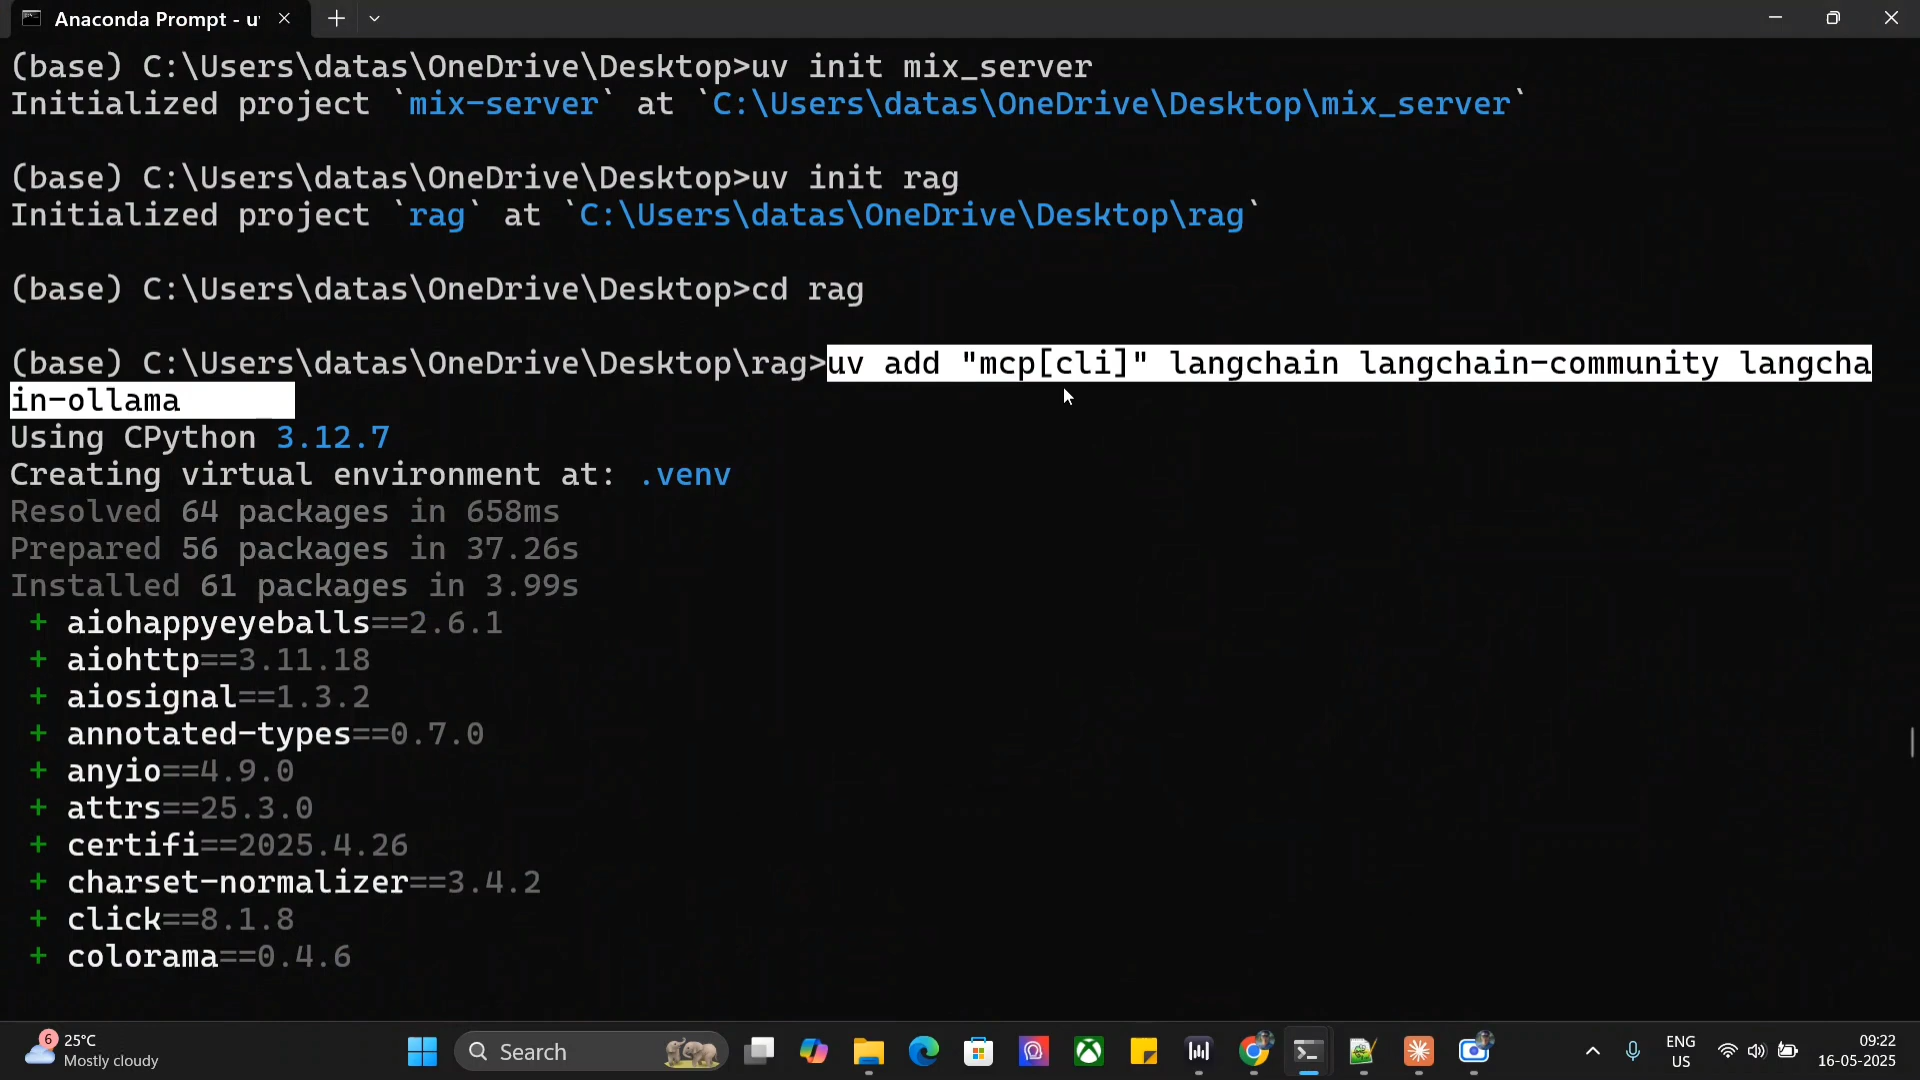 Anaconda Prompt - u
(base) C:\Users\datas\OneDrive\Desktop>uv init mix_server
Initialized project `mix-server` at `C:\Users\datas\OneDrive\Desktop\mix_server`
(base) C:\Users\datas\OneDrive\Desktop>uv init rag
Initialized project `rag` at `C:\Users\datas\OneDrive\Desktop\rag`
(base) C:\Users\datas\OneDrive\Desktop>cd rag
(base) C:\Users\datas\OneDrive\Desktop\rag>uv add "mcp[cli]" langchain langchain-community langcha
in-ollama
Using CPython 3.12.7
Creating virtual environment at: .venv
Resolved 64 packages in 658ms
Prepared 56 packages in 37.26s
Installed 61 packages in 3.99s
+ aiohappyeyeballs==2.6.1
+ aiohttp==3.11.18
+ aiosignal==1.3.2
+ annotated-types==0.7.0
+ anyio==4.9.0
+ attrs==25.3.0
+ certifi==2025.4.26
+ charset-normalizer==3.4.2
+ click==8.1.8
+ colorama==0.4.6
6
25°C
Mostly cloudy
Search
ENG
US
09:22
16-05-2025